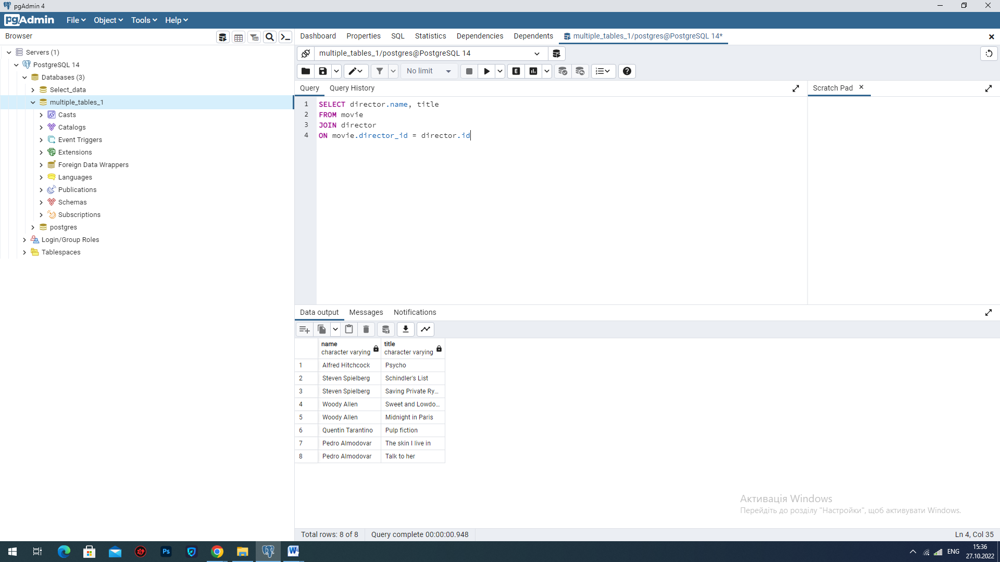 pgAdmin 4
pgAdmin
File
Object
Tools
Help
Browser
Dashboard
Properties
SQL
Statistics
Dependencies
Dependents
multiple_tables_1/postgres@PostgreSQL 14*
Servers (1)
PostgreSQL 14
Databases (3)
Select_data
multiple_tables_1
Casts
Catalogs
Event Triggers
Extensions
Foreign Data Wrappers
Languages
Publications
Schemas
Subscriptions
postgres
Login/Group Roles
Tablespaces
multiple_tables_1/postgres@PostgreSQL 14
No limit
E
Query
Query History
Scratch Pad
1 SELECT director.name, title
2 FROM movie
3 JOIN director
4 ON movie.director_id = director.id
Data output
Messages
Notifications
name
character varying
title
character varying
1 Alfred Hitchcock Psycho
2 Steven Spielberg Schindler's List
3 Steven Spielberg Saving Private Ry...
4 Woody Allen Sweet and Lowdo...
5 Woody Allen Midnight in Paris
6 Quentin Tarantino Pulp fiction
7 Pedro Almodovar The skin I live in
8 Pedro Almodovar Talk to her
Активація Windows
Перейдіть до розділу "Настройки", щоб активувати Windows.
Total rows: 8 of 8
Query complete 00:00:00.948
Ln 4, Col 35
Ps
W
ENG
15:36
27.10.2022